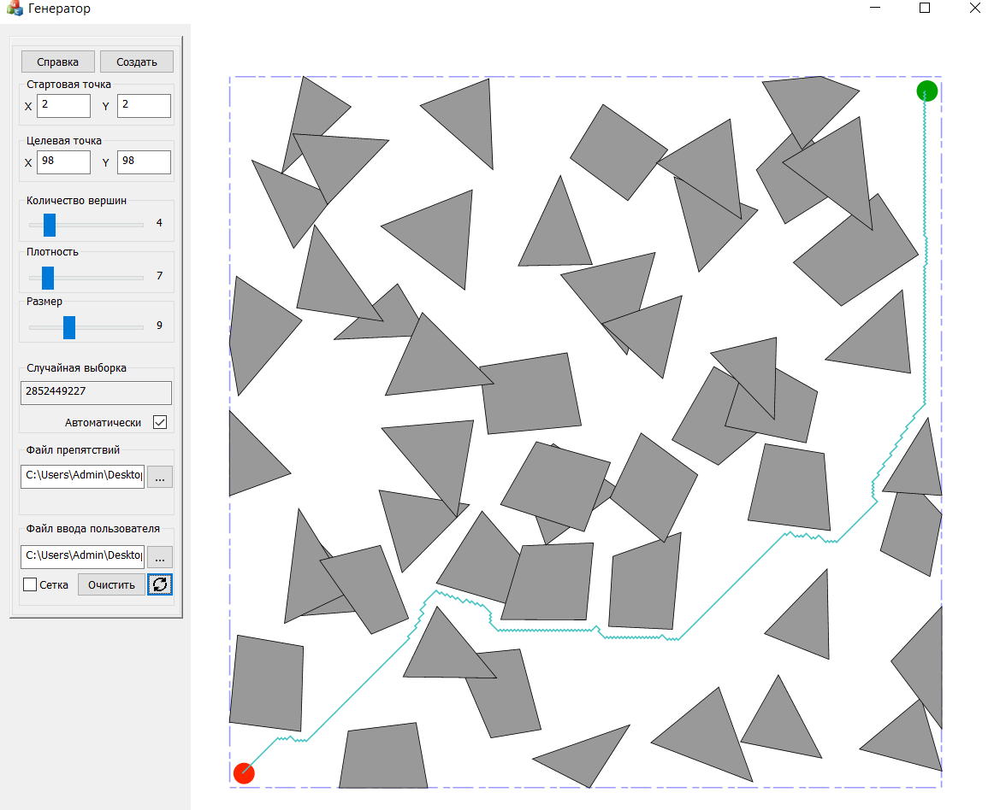 Генератор
Справка Создать
Стартовая точка
X 2 Y 2
Целевая точка
X 98 Y 98
Количество вершин
4
Плотность
7
Размер
9
Случайная выборка
2852449227
Автоматически
Файл препятствий
C:\Users\Admin\Desktop ...
Файл ввода пользователя
C:\Users\Admin\Desktop ...
Сетка Очистить